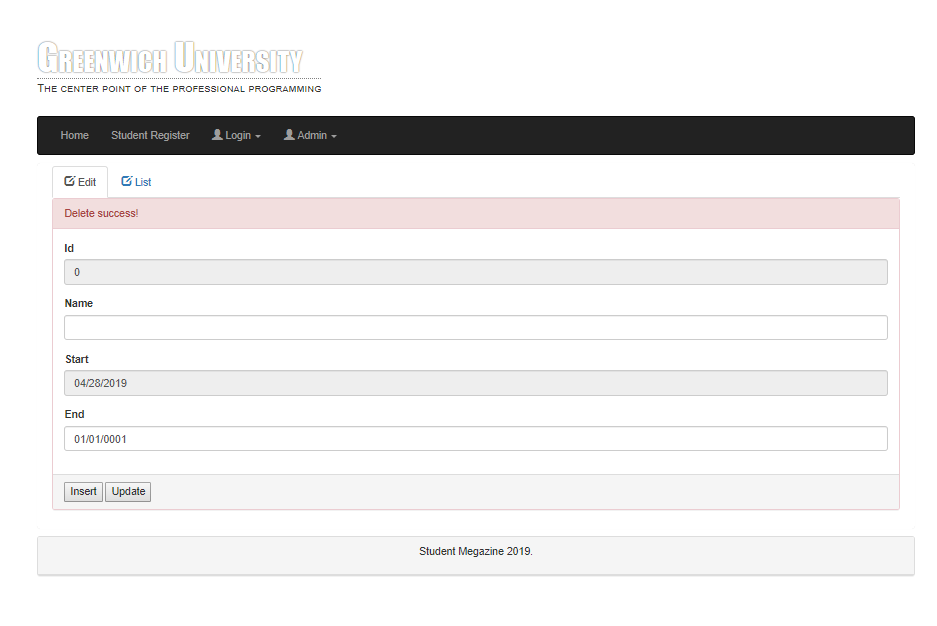 Greenwich University
The center point of the professional programming
Home Student Register Login Admin
Edit List
Delete success!
Id
0
Name
Start
04/28/2019
End
01/01/0001
Insert Update
Student Megazine 2019.